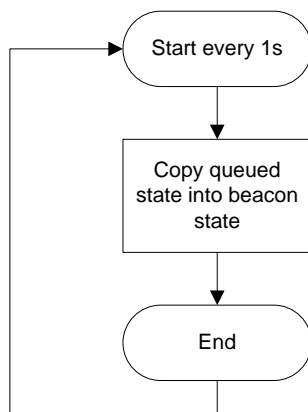 Start every 1s
Copy queued
state into beacon
state
End